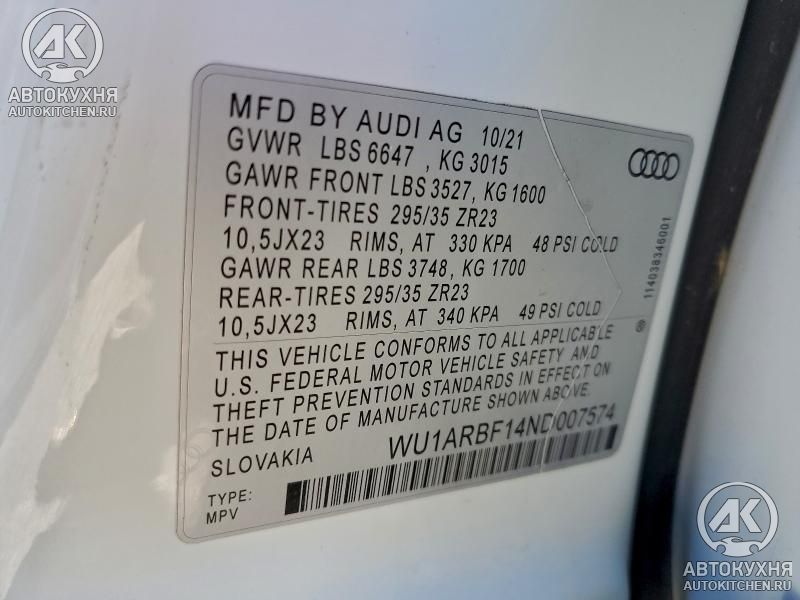 AK
АВТОКУХНЯ
AUTOKITCHEN.RU
MFD BY AUDI AG 10/21
GVWR LBS 6647 , KG 3015
GAWR FRONT LBS 3527, KG 1600
FRONT-TIRES 295/35 ZR23
10,5JX23 RIMS, AT 330 KPA 48 PSI COLD
GAWR REAR LBS 3748, KG 1700
REAR-TIRES 295/35 ZR23
10,5JX23 RIMS, AT 340 KPA 49 PSI COLD
THIS VEHICLE CONFORMS TO ALL APPLICABLE
U.S. FEDERAL MOTOR VEHICLE SAFETY AND
THEFT PREVENTION STANDARDS IN EFFECT ON
THE DATE OF MANUFACTURE SHOWN ABOVE.
WU1ARBF14ND007574
SLOVAKIA
TYPE:
MPV
114038346001
®
AK
АВТОКУХНЯ
AUTOKITCHEN.RU